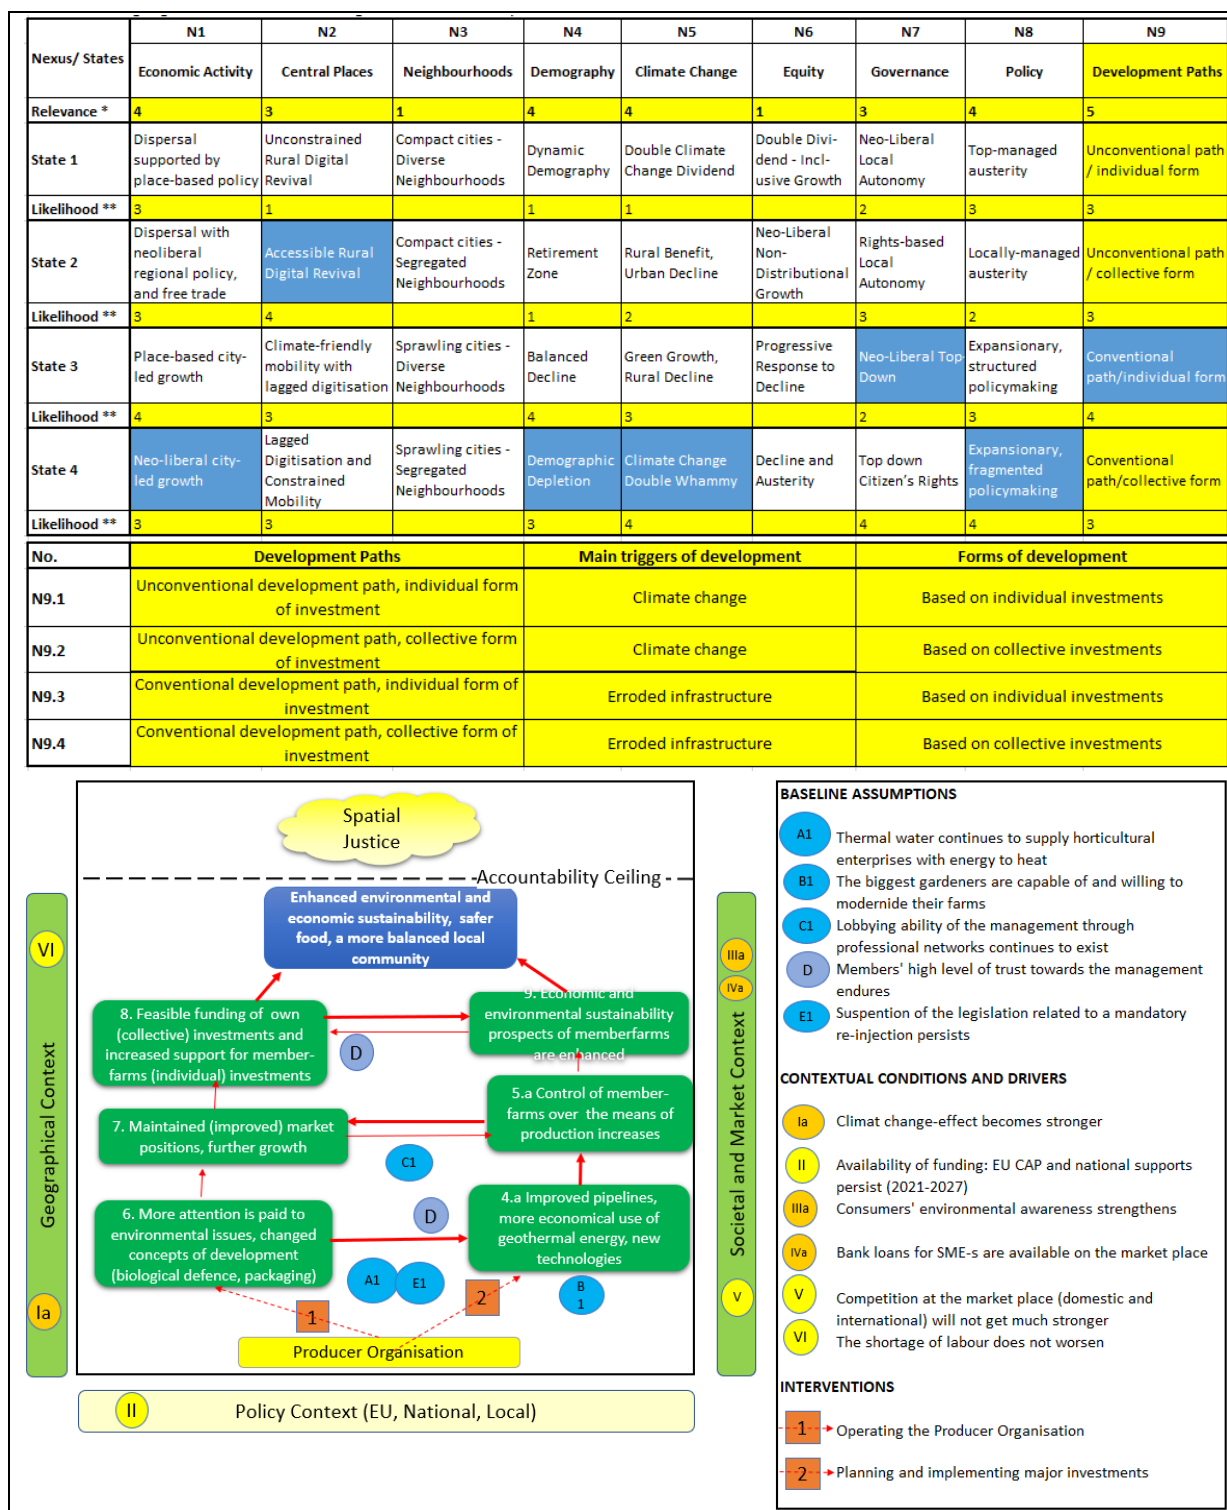 N1 N2 N3 N4 N5 N6 N7 N8 N9
Nexus/ States
Economic Activity
Central Places
Neighbourhoods
Demography
Climate Change
Equity
Governance
Policy
Development Paths
Relevance * 4 3 1 4 4 1 3 4 5
State 1
Dispersal
supported by
place-based policy
Unconstrained
Rural Digital
Revival
Compact cities -
Diverse
Neighbourhoods
Dynamic
Demography
Double Climate
Change Dividend
Double Divi-
dend - Incl-
usive Growth
Neo-Liberal
Local
Autonomy
Top-managed
austerity
Unconventional path
/ individual form
Likelihood ** 3 1 1 1 2 3 3
State 2
Dispersal with
neoliberal
regional policy,
and free trade
Accessible Rural
Digital Revival
Compact cities -
Segregated
Neighbourhoods
Retirement
Zone
Rural Benefit,
Urban Decline
Neo-Liberal
Non-
Distributional
Growth
Rights-based
Local
Autonomy
Locally-managed
austerity
Unconventional path
/ collective form
Likelihood ** 3 4 1 2 3 2 3
State 3
Place-based city-
led growth
Climate-friendly
mobility with
lagged digitisation
Sprawling cities -
Diverse
Neighbourhoods
Balanced
Decline
Green Growth,
Rural Decline
Progressive
Response to
Decline
Neo-Liberal Top-
Down
Expansionary,
structured
policymaking
Conventional
path/individual form
Likelihood ** 4 3 4 3 2 3 4
State 4
Neo-liberal city-
led growth
Lagged
Digitisation and
Constrained
Mobility
Sprawling cities -
Segregated
Neighbourhoods
Demographic
Depletion
Climate Change
Double Whammy
Decline and
Austerity
Top down
Citizen's Rights
Expansionary,
fragmented
policymaking
Conventional
path/collective form
Likelihood ** 3 3 3 4 4 4 3
No. Development Paths Main triggers of development Forms of development
N9.1
Unconventional development path, individual form
of investment
Climate change
Based on individual investments
N9.2
Unconventional development path, collective form
of investment
Climate change
Based on collective investments
N9.3
Conventional development path, individual form of
investment
Erroded infrastructure
Based on individual investments
N9.4
Conventional development path, collective form of
investment
Erroded infrastructure
Based on collective investments
Spatial
Justice
Accountability Ceiling
Enhanced environmental and
economic sustainability, safer
food, a more balanced local
community
8. Feasible funding of own
(collective) investments and
increased support for member-
farms (individual) investments
9. Economic and
environmental sustainability
prospects of memberfarms
are enhanced
D
7. Maintained (improved) market
positions, further growth
5.a Control of member-
farms over the means of
production increases
C1
6. More attention is paid to
environmental issues, changed
concepts of development
(biological defence, packaging)
D
4.a Improved pipelines,
more economical use of
geothermal energy, new
technologies
A1
E1
B
1
1
2
Producer Organisation
Geographical Context
VI
Ia
Societal and Market Context
IIIa
IVa
V
II
Policy Context (EU, National, Local)
BASELINE ASSUMPTIONS
A1
Thermal water continues to supply horticultural
enterprises with energy to heat
B1
The biggest gardeners are capable of and willing to
modernide their farms
C1
Lobbying ability of the management through
professional networks continues to exist
D
Members' high level of trust towards the management
endures
E1
Suspention of the legislation related to a mandatory
re-injection persists
CONTEXTUAL CONDITIONS AND DRIVERS
Ia
Climat change-effect becomes stronger
II
Availability of funding: EU CAP and national supports
persist (2021-2027)
IIIa
Consumers' environmental awareness strengthens
IVa
Bank loans for SME-s are available on the market place
V
Competition at the market place (domestic and
international) will not get much stronger
VI
The shortage of labour does not worsen
INTERVENTIONS
1
Operating the Producer Organisation
2
Planning and implementing major investments